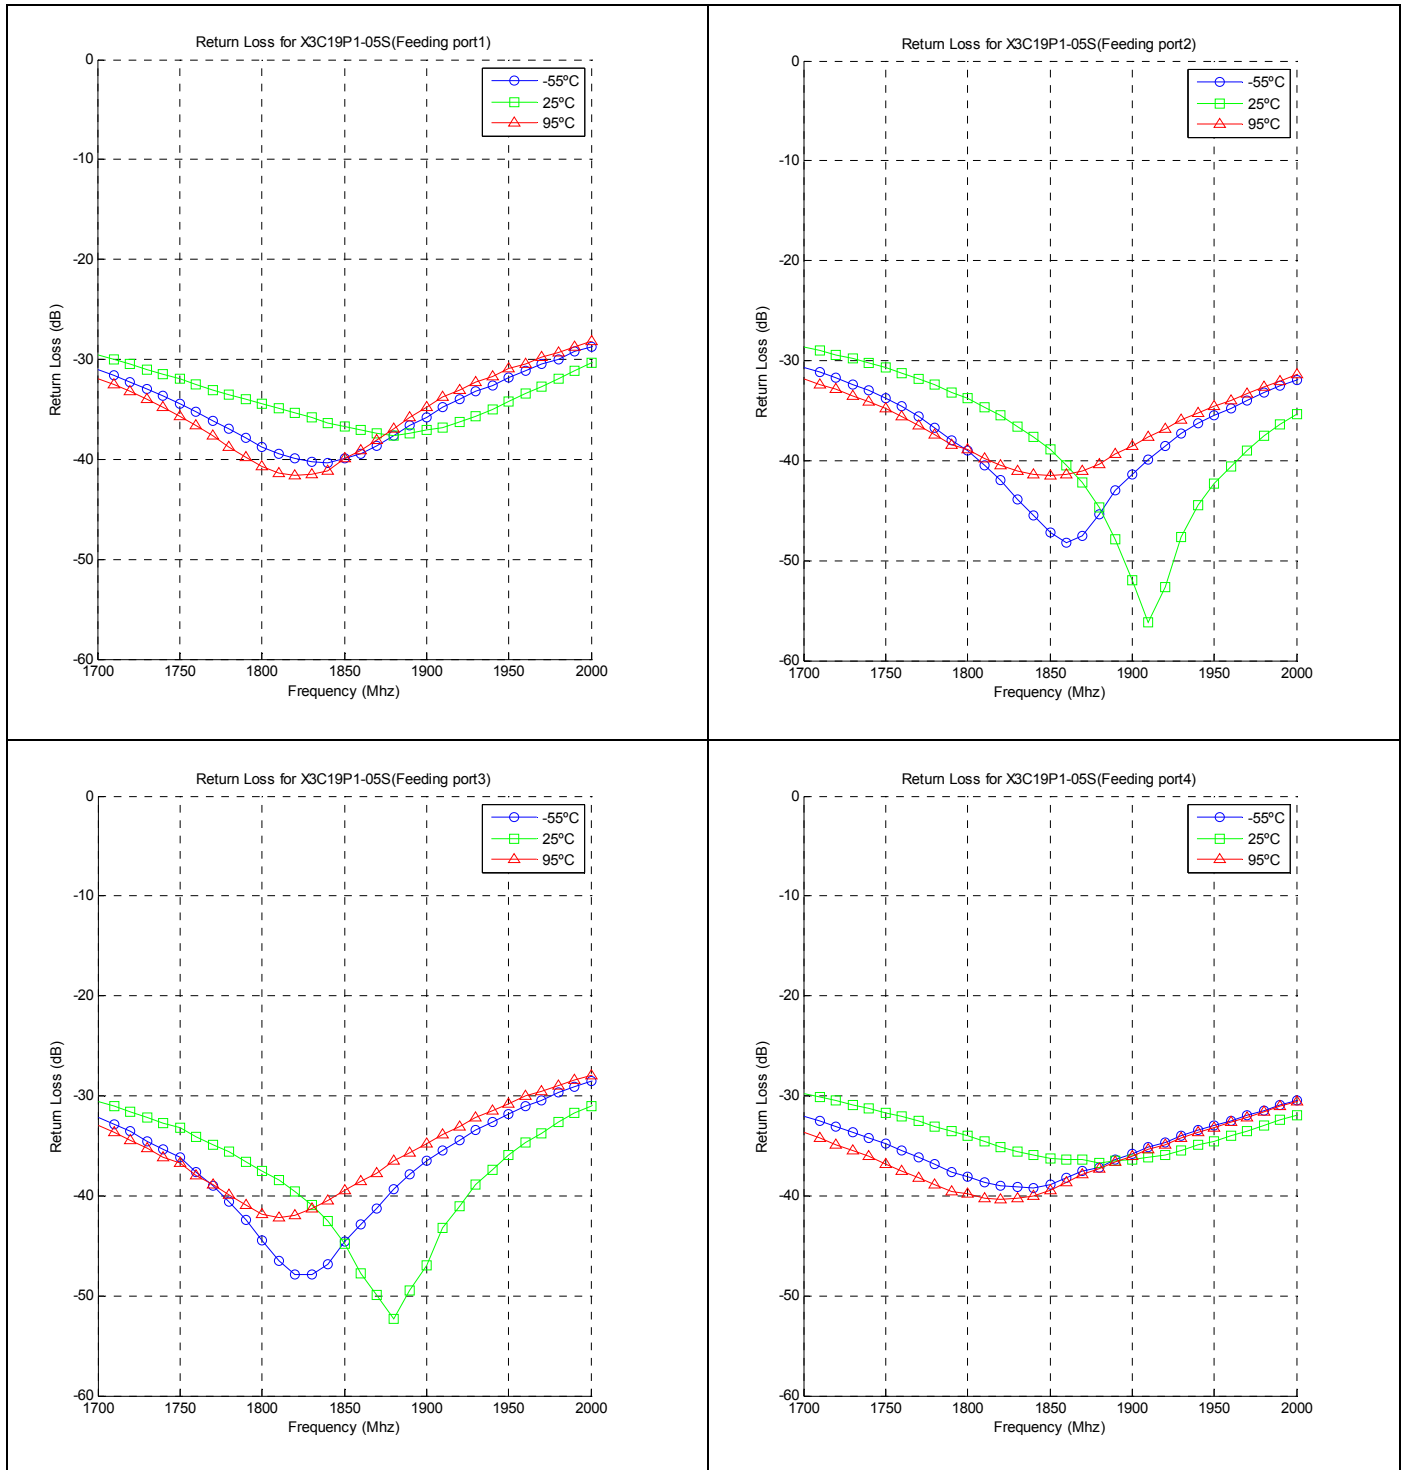 Return Loss for X3C19P1-05S(Feeding port1)
0
-10
-20
-30
-40
-50
-60
Return Loss (dB)
-55ºC
25ºC
95ºC
1700 1750 1800 1850 1900 1950 2000
Frequency (Mhz)
Return Loss for X3C19P1-05S(Feeding port2)
0
-10
-20
-30
-40
-50
-60
Return Loss (dB)
-55ºC
25ºC
95ºC
1700 1750 1800 1850 1900 1950 2000
Frequency (Mhz)
Return Loss for X3C19P1-05S(Feeding port3)
0
-10
-20
-30
-40
-50
-60
Return Loss (dB)
-55ºC
25ºC
95ºC
1700 1750 1800 1850 1900 1950 2000
Frequency (Mhz)
Return Loss for X3C19P1-05S(Feeding port4)
0
-10
-20
-30
-40
-50
-60
Return Loss (dB)
-55ºC
25ºC
95ºC
1700 1750 1800 1850 1900 1950 2000
Frequency (Mhz)